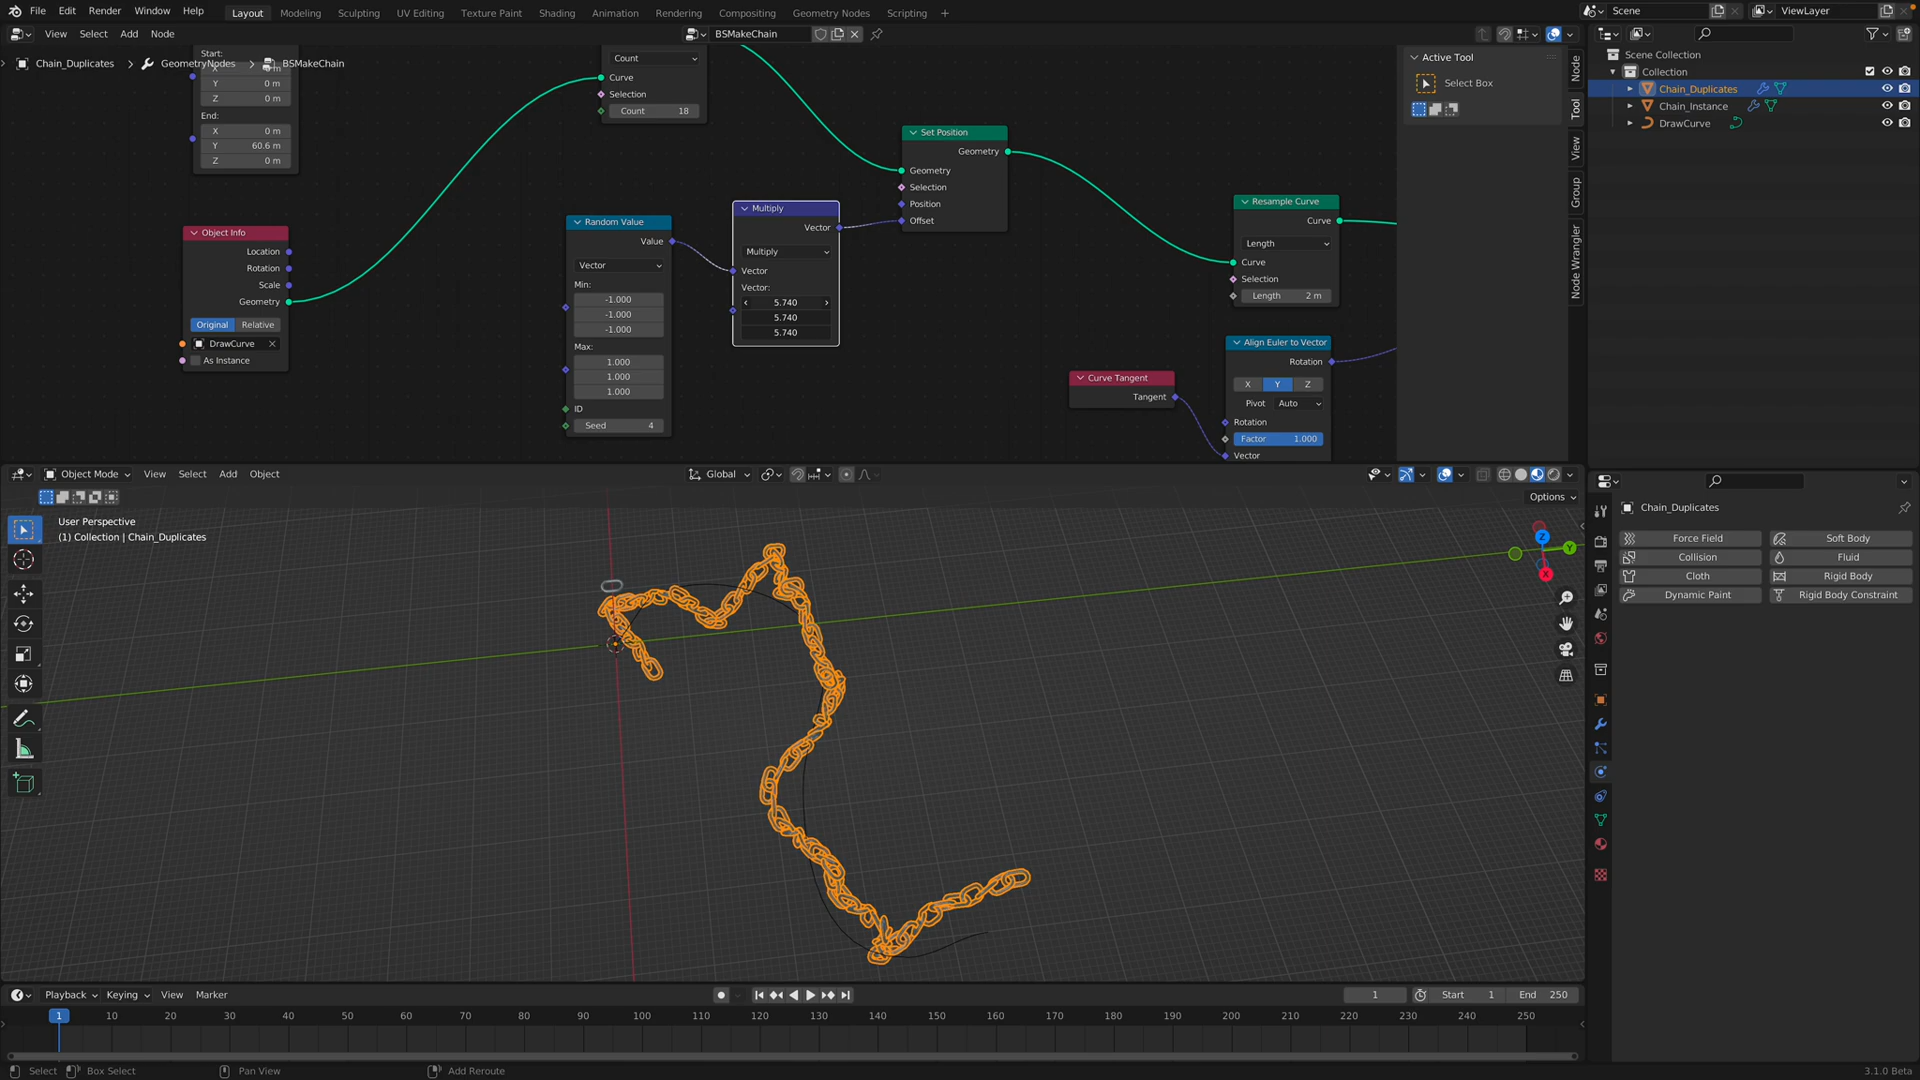 File Edit Render Window Help Layout Modeling Sculpting UV Editing Texture Paint Shading Animation Rendering Compositing Geometry Nodes Scripting + Scene ViewLayer
View Select Add Node BSMakeChain
Chain_Duplicates > GeometryNodes > BSMakeChain
Start:
X 0 m
Y 0 m
Z 0 m
End:
X 0 m
Y 60.6 m
Z 0 m
Object Info
Location
Rotation
Scale
Geometry
Original Relative
DrawCurve
As Instance
Count
Curve
Selection
Count 18
Random Value
Value
Vector
Min:
-1.000
-1.000
-1.000
Max:
1.000
1.000
1.000
ID
Seed 4
Multiply
Vector
Multiply
Vector
Vector:
5.740
5.740
5.740
Set Position
Geometry
Geometry
Selection
Position
Offset
Curve Tangent
Tangent
Resample Curve
Curve
Length
Curve
Selection
Length 2 m
Align Euler to Vector
Rotation
X Y Z
Pivot Auto
Rotation
Factor 1.000
Vector
Active Tool
Select Box
Node
Tool
View
Group
Node Wrangler
Scene Collection
Collection
Chain_Duplicates
Chain_Instance
DrawCurve
Object Mode View Select Add Object Global
Options
User Perspective
(1) Collection | Chain_Duplicates
Z
Y
X
Chain_Duplicates
Force Field Soft Body
Collision Fluid
Cloth Rigid Body
Dynamic Paint Rigid Body Constraint
Playback Keying View Marker 1 Start 1 End 250
1 10 20 30 40 50 60 70 80 90 100 110 120 130 140 150 160 170 180 190 200 210 220 230 240 250
Select Box Select Pan View Add Reroute 3.1.0 Beta